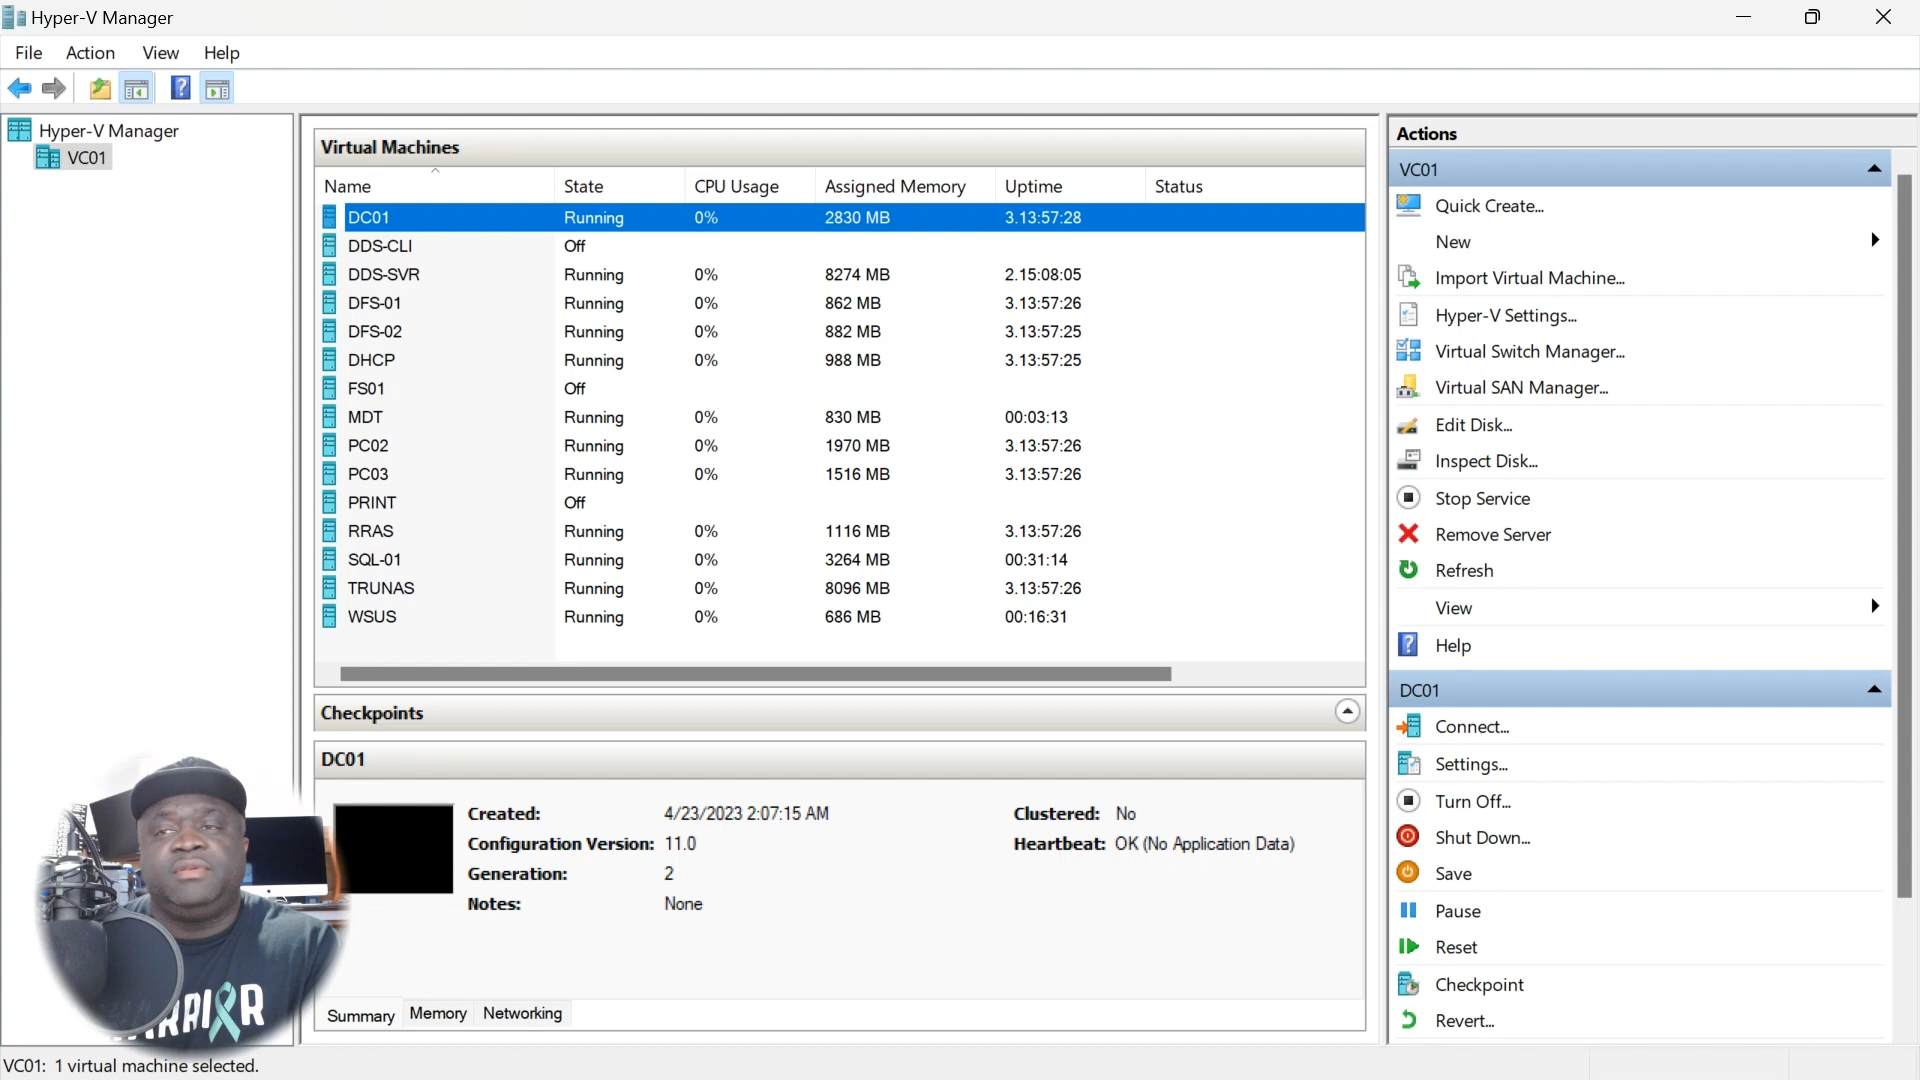 Hyper-V Manager
File Action View Help
Hyper-V Manager
VC01
Virtual Machines
Name State CPU Usage Assigned Memory Uptime Status
DC01 Running 0% 2830 MB 3.13:57:28
DDS-CLI Off
DDS-SVR Running 0% 8274 MB 2.15:08:05
DFS-01 Running 0% 862 MB 3.13:57:26
DFS-02 Running 0% 882 MB 3.13:57:25
DHCP Running 0% 988 MB 3.13:57:25
FS01 Off
MDT Running 0% 830 MB 00:03:13
PC02 Running 0% 1970 MB 3.13:57:26
PC03 Running 0% 1516 MB 3.13:57:26
PRINT Off
RRAS Running 0% 1116 MB 3.13:57:26
SQL-01 Running 0% 3264 MB 00:31:14
TRUNAS Running 0% 8096 MB 3.13:57:26
WSUS Running 0% 686 MB 00:16:31
Checkpoints
DC01
Created: 4/23/2023 2:07:15 AM Clustered: No
Configuration Version: 11.0 Heartbeat: OK (No Application Data)
Generation: 2
Notes: None
Summary Memory Networking
Actions
VC01
Quick Create...
New
Import Virtual Machine...
Hyper-V Settings...
Virtual Switch Manager...
Virtual SAN Manager...
Edit Disk...
Inspect Disk...
Stop Service
Remove Server
Refresh
View
Help
DC01
Connect...
Settings...
Turn Off...
Shut Down...
Save
Pause
Reset
Checkpoint
Revert...
VC01: 1 virtual machine selected.